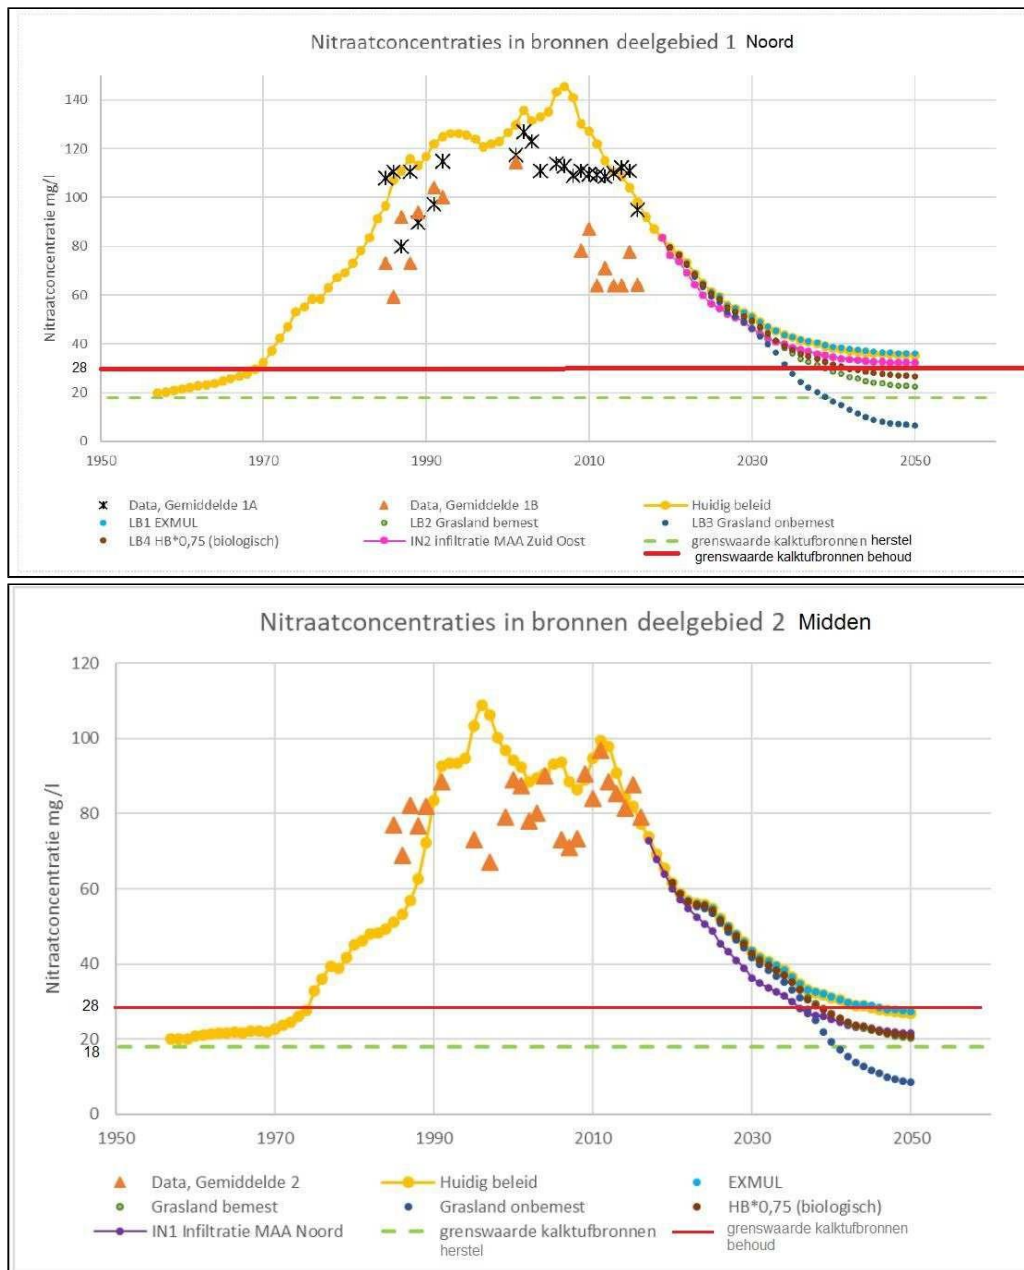 Nitraatconcentraties in bronnen deelgebied 1 Noord
Nitraatconcentratie mg/l
140
120
100
80
60
40
28
20
0
1950 1970 1990 2010 2030 2050
Data, Gemiddelde 1A Data, Gemiddelde 1B Huidig beleid
LB1 EXMUL LB2 Grasland bemest LB3 Grasland onbemest
LB4 HB*0,75 (biologisch) IN2 infiltratie MAA Zuid Oost grenswaarde kalktufbronnen herstel
grenswaarde kalktufbronnen behoud
Nitraatconcentraties in bronnen deelgebied 2 Midden
Nitraatconcentratie mg/l
120
100
80
60
40
28
20
18
0
1950 1970 1990 2010 2030 2050
Data, Gemiddelde 2 Huidig beleid EXMUL
Grasland bemest Grasland onbemest HB*0,75 (biologisch)
IN1 Infiltratie MAA Noord grenswaarde kalktufbronnen grenswaarde kalktufbronnen
herstel behoud